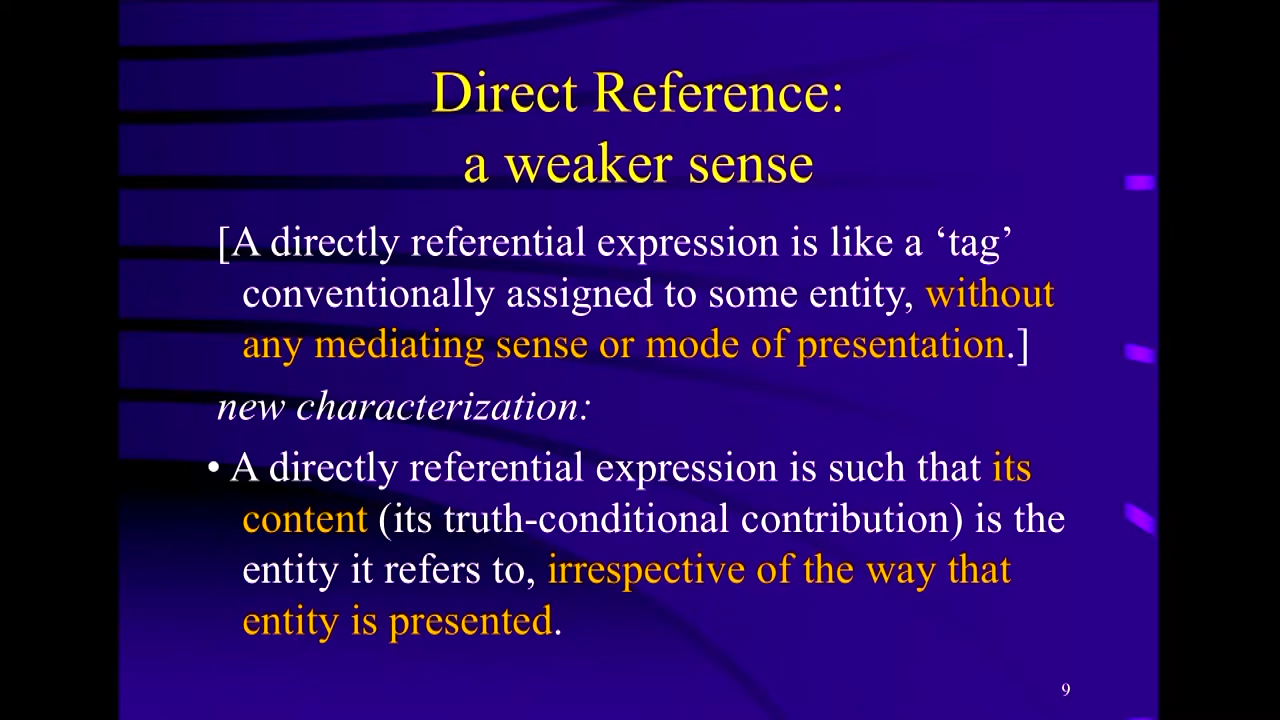 Direct Reference:
a weaker sense
[A directly referential expression is like a ‘tag’
conventionally assigned to some entity, without
any mediating sense or mode of presentation.]
new characterization:
• A directly referential expression is such that its
content (its truth-conditional contribution) is the
entity it refers to, irrespective of the way that
entity is presented.
9